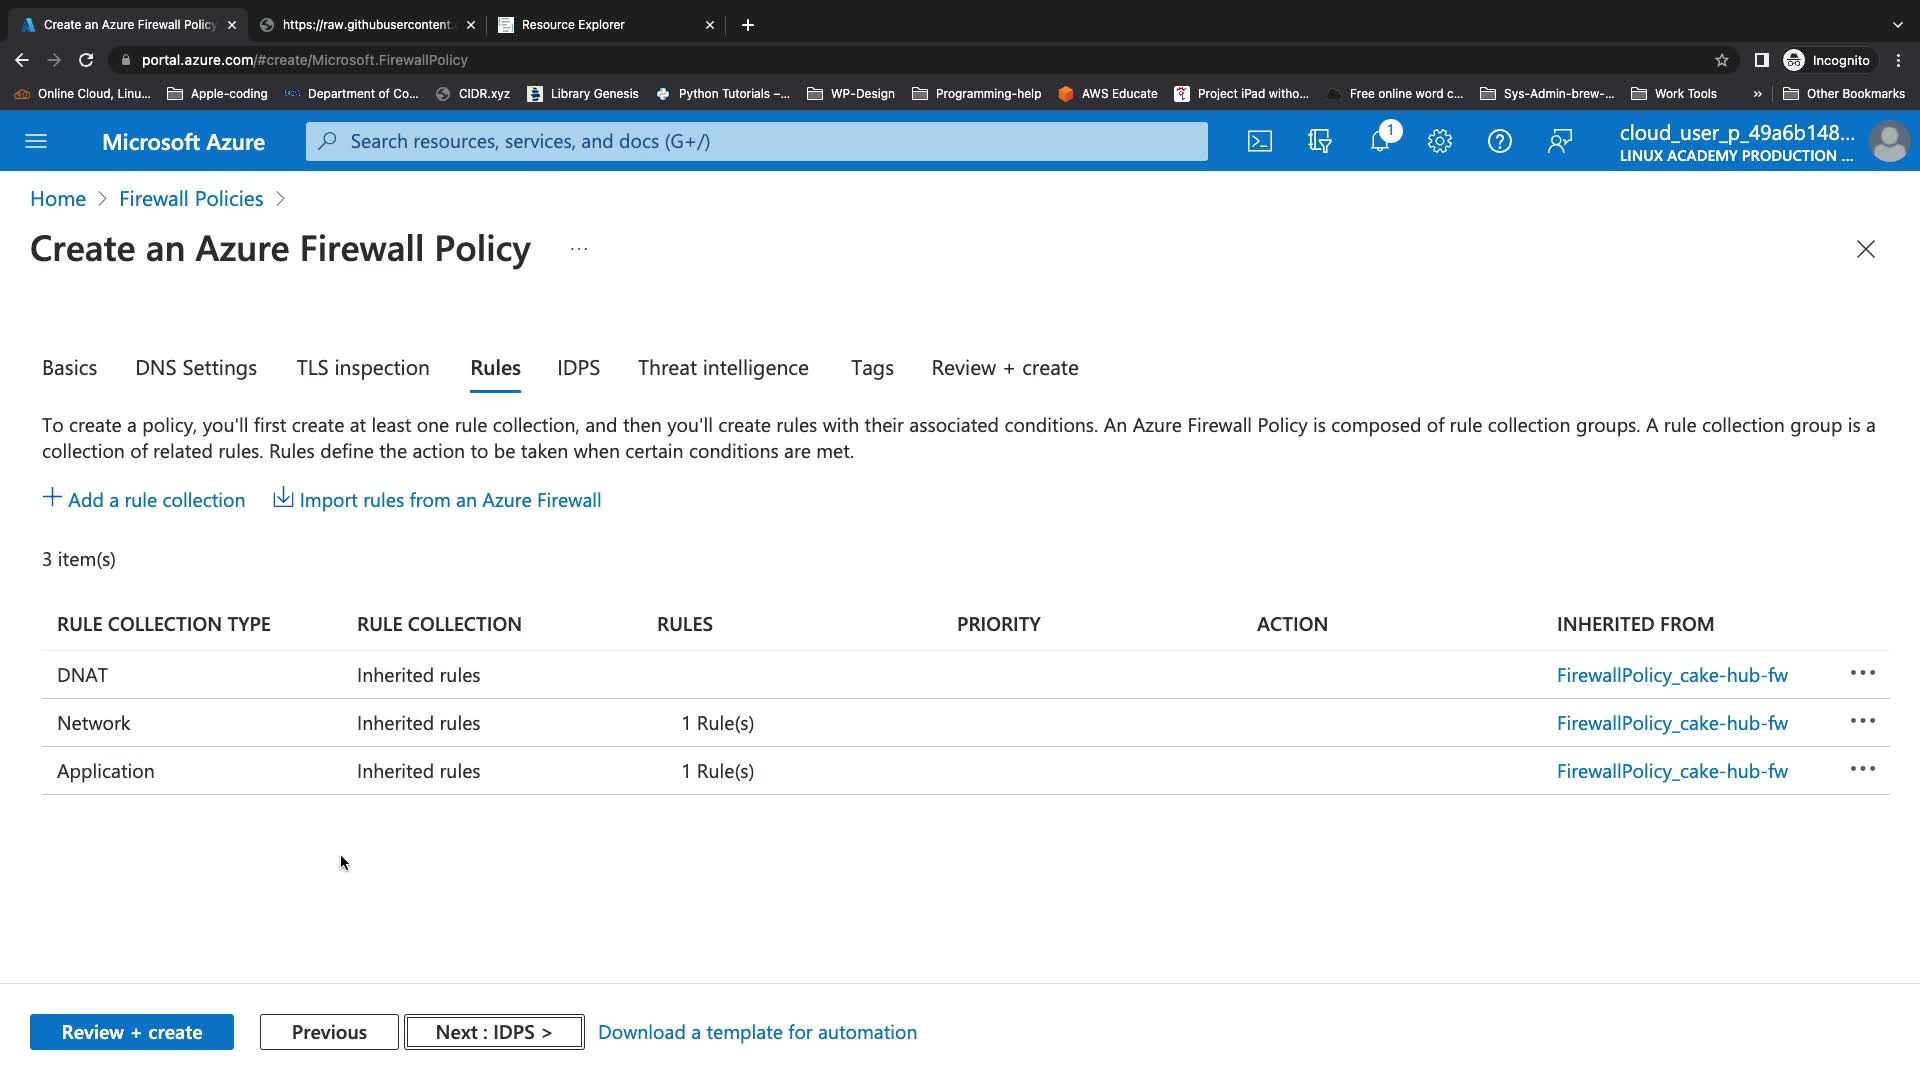 Create an Azure Firewall Policy
https://raw.githubusercontent.
Resource Explorer
portal.azure.com/#create/Microsoft.FirewallPolicy
Incognito
Online Cloud, Linu...
Apple-coding
Department of Co...
CIDR.xyz
Library Genesis
Python Tutorials –...
WP-Design
Programming-help
AWS Educate
Project iPad witho...
Free online word c...
Sys-Admin-brew-...
Work Tools
»
Other Bookmarks
Microsoft Azure
Search resources, services, and docs (G+/)
1
cloud_user_p_49a6b148...
LINUX ACADEMY PRODUCTION ...
Home > Firewall Policies >
Create an Azure Firewall Policy ...
Basics DNS Settings TLS inspection Rules IDPS Threat intelligence Tags Review + create
To create a policy, you'll first create at least one rule collection, and then you'll create rules with their associated conditions. An Azure Firewall Policy is composed of rule collection groups. A rule collection group is a
collection of related rules. Rules define the action to be taken when certain conditions are met.
+ Add a rule collection Import rules from an Azure Firewall
3 item(s)
RULE COLLECTION TYPE RULE COLLECTION RULES PRIORITY ACTION INHERITED FROM
DNAT Inherited rules FirewallPolicy_cake-hub-fw ...
Network Inherited rules 1 Rule(s) FirewallPolicy_cake-hub-fw ...
Application Inherited rules 1 Rule(s) FirewallPolicy_cake-hub-fw ...
Review + create Previous Next : IDPS > Download a template for automation